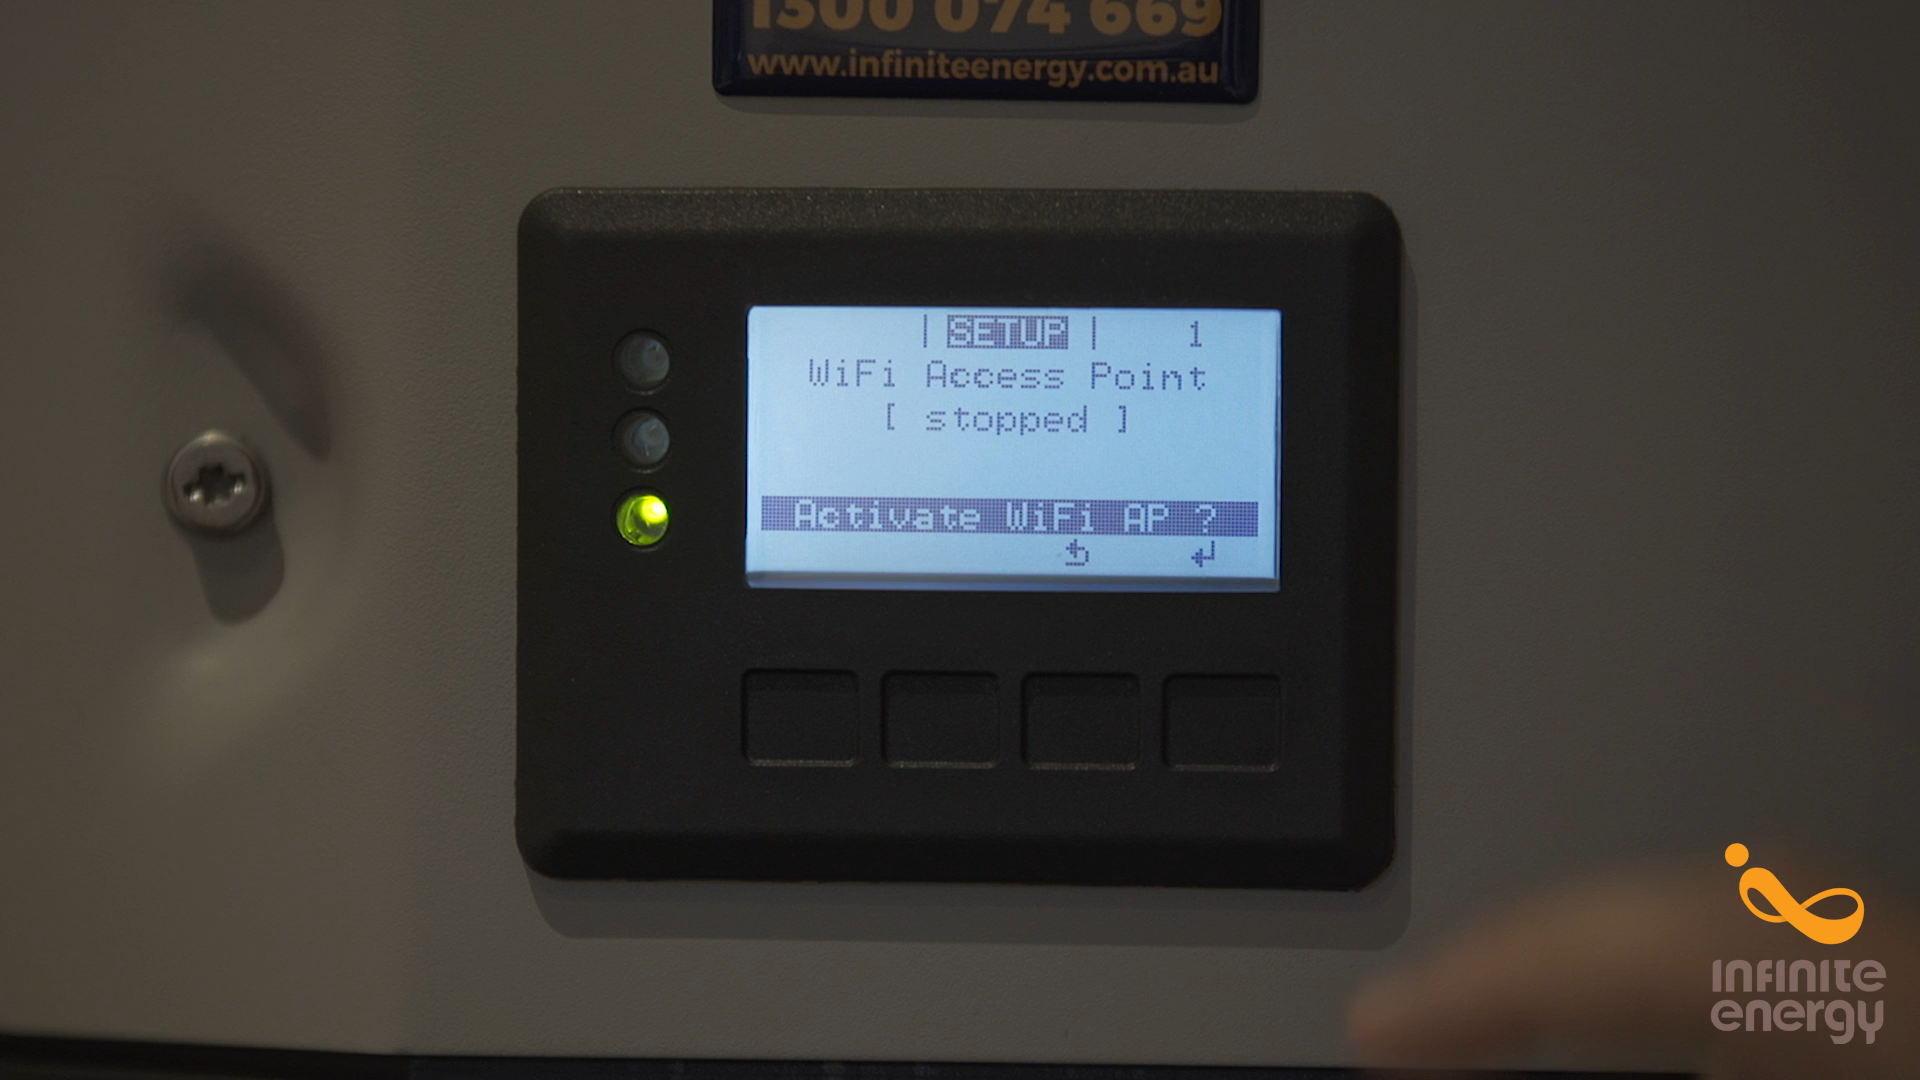 1300 074 669
www.infiniteenergy.com.au
| SETUP | 1
WiFi Access Point
[ stopped ]
Activate WiFi AP ?
infinite
energy